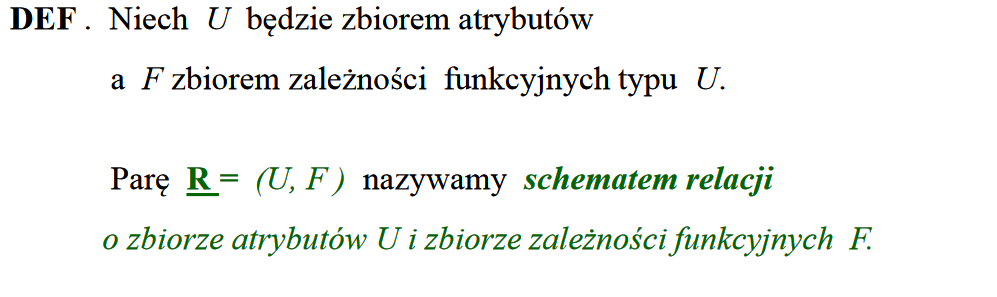 DEF . Niech U będzie zbiorem atrybutów
a F zbiorem zależności funkcyjnych typu U.
Parę R = (U, F ) nazywamy schematem relacji
o zbiorze atrybutów U i zbiorze zależności funkcyjnych F.